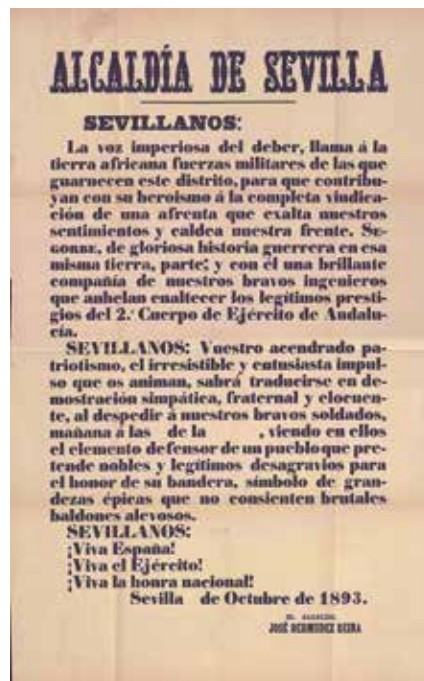 ALCALDÍA DE SEVILLA
SEVILLANOS:
La voz imperiosa del deber, llama á la
tierra africana fuerzas militares de las que
guarnecen este distrito, para que contribu-
yan con su heroismo á la completa vindica-
ción de una afrenta que exalta nuestros
sentimientos y caldea nuestra frente. SE-
GORBE, de gloriosa historia guerrera en esa
misma tierra, parte; y con él una brillante
compañía de nuestros bravos ingenieros
que anhelan enaltecer los legítimos presti-
gios del 2.º Cuerpo de Ejército de Andalu-
cía.
SEVILLANOS: Vuestro acendrado pa-
triotismo, el irresistible y entusiasta impul-
so que os animan, sabrá traducirse en de-
mostración simpática, fraternal y elocuen-
te, al despedir á nuestros bravos soldados,
mañana á las de la , viendo en ellos
el elemento defensor de un pueblo que pre-
tende nobles y legítimos desagravios para
el honor de su bandera, símbolo de gran-
dezas épicas que no consienten brutales
baldones alevosos.
SEVILLANOS:
¡Viva España!
¡Viva el Ejército!
¡Viva la honra nacional!
Sevilla de Octubre de 1893.
EL ALCALDE,
JOSÉ BERMUDEZ REINA